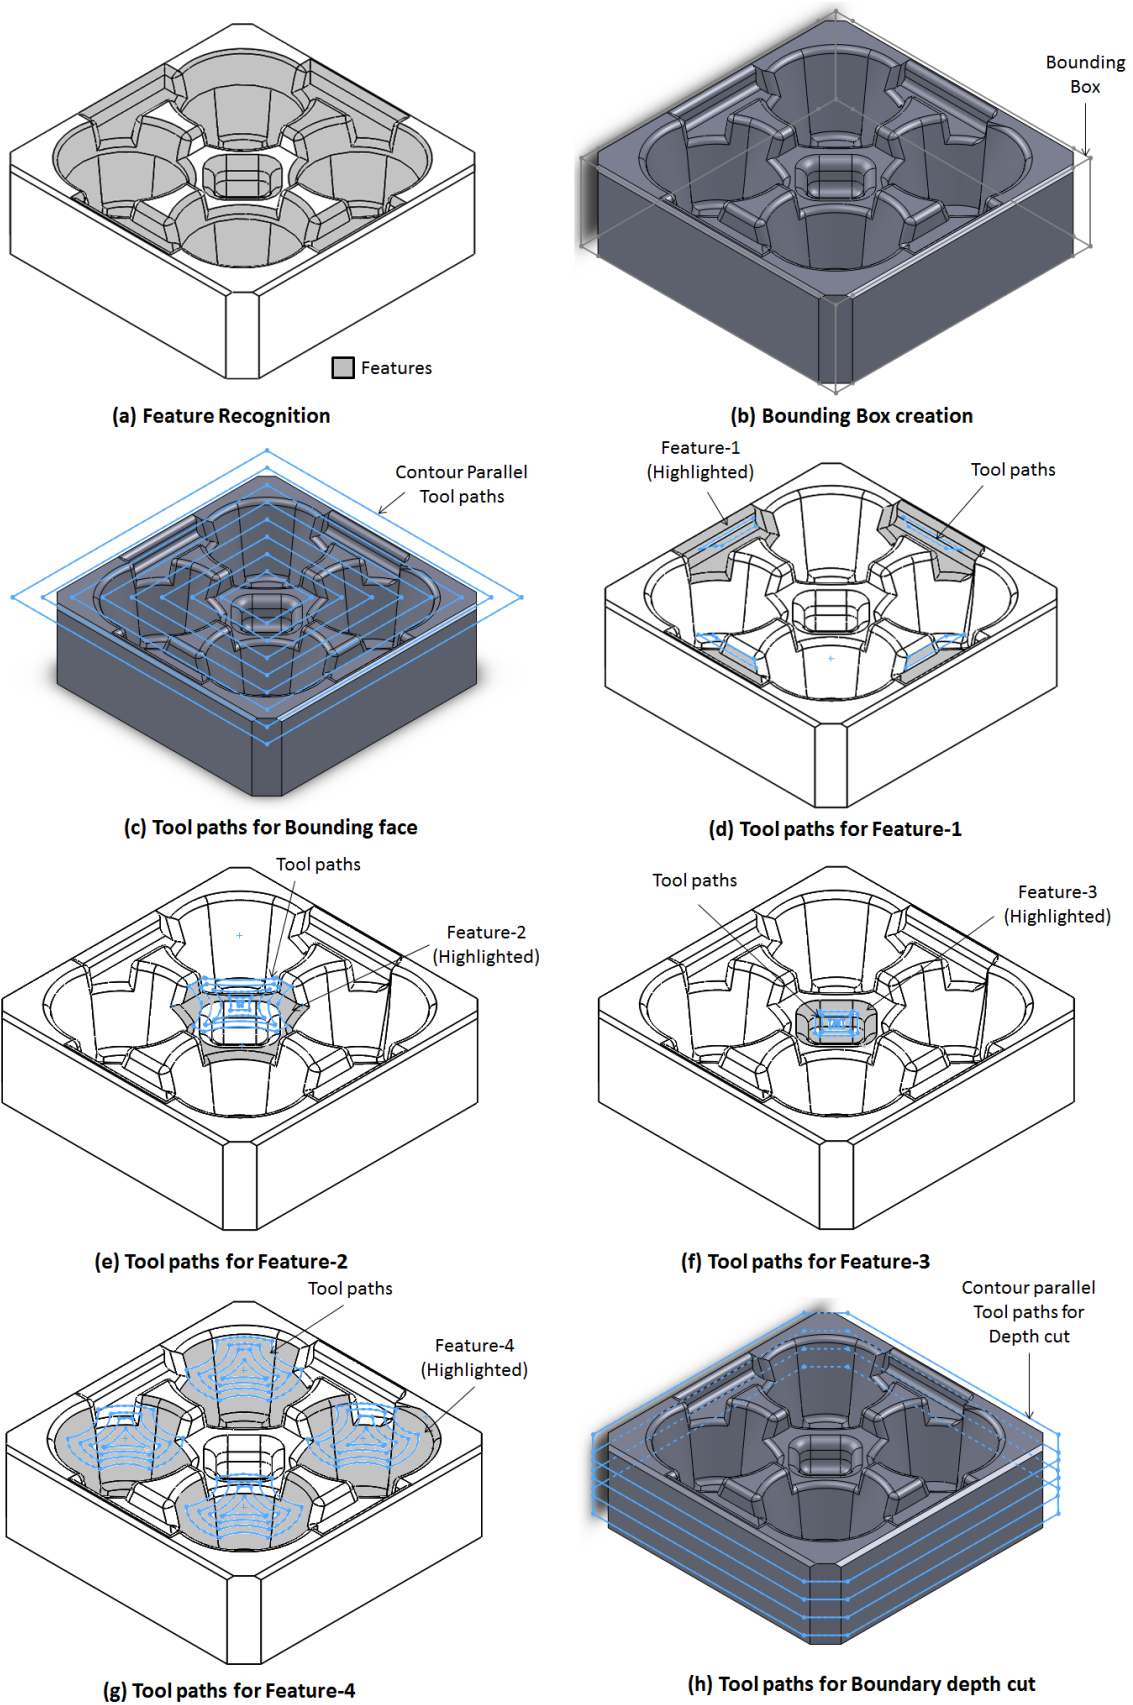 Bounding
Box
Features
(a) Feature Recognition
(b) Bounding Box creation
Contour Parallel
Tool paths
Feature-1
(Highlighted)
Tool paths
(c) Tool paths for Bounding face
(d) Tool paths for Feature-1
Tool paths
Feature-2
(Highlighted)
Tool paths
Feature-3
(Highlighted)
(e) Tool paths for Feature-2
(f) Tool paths for Feature-3
Tool paths
Feature-4
(Highlighted)
Contour parallel
Tool paths for
Depth cut
(g) Tool paths for Feature-4
(h) Tool paths for Boundary depth cut